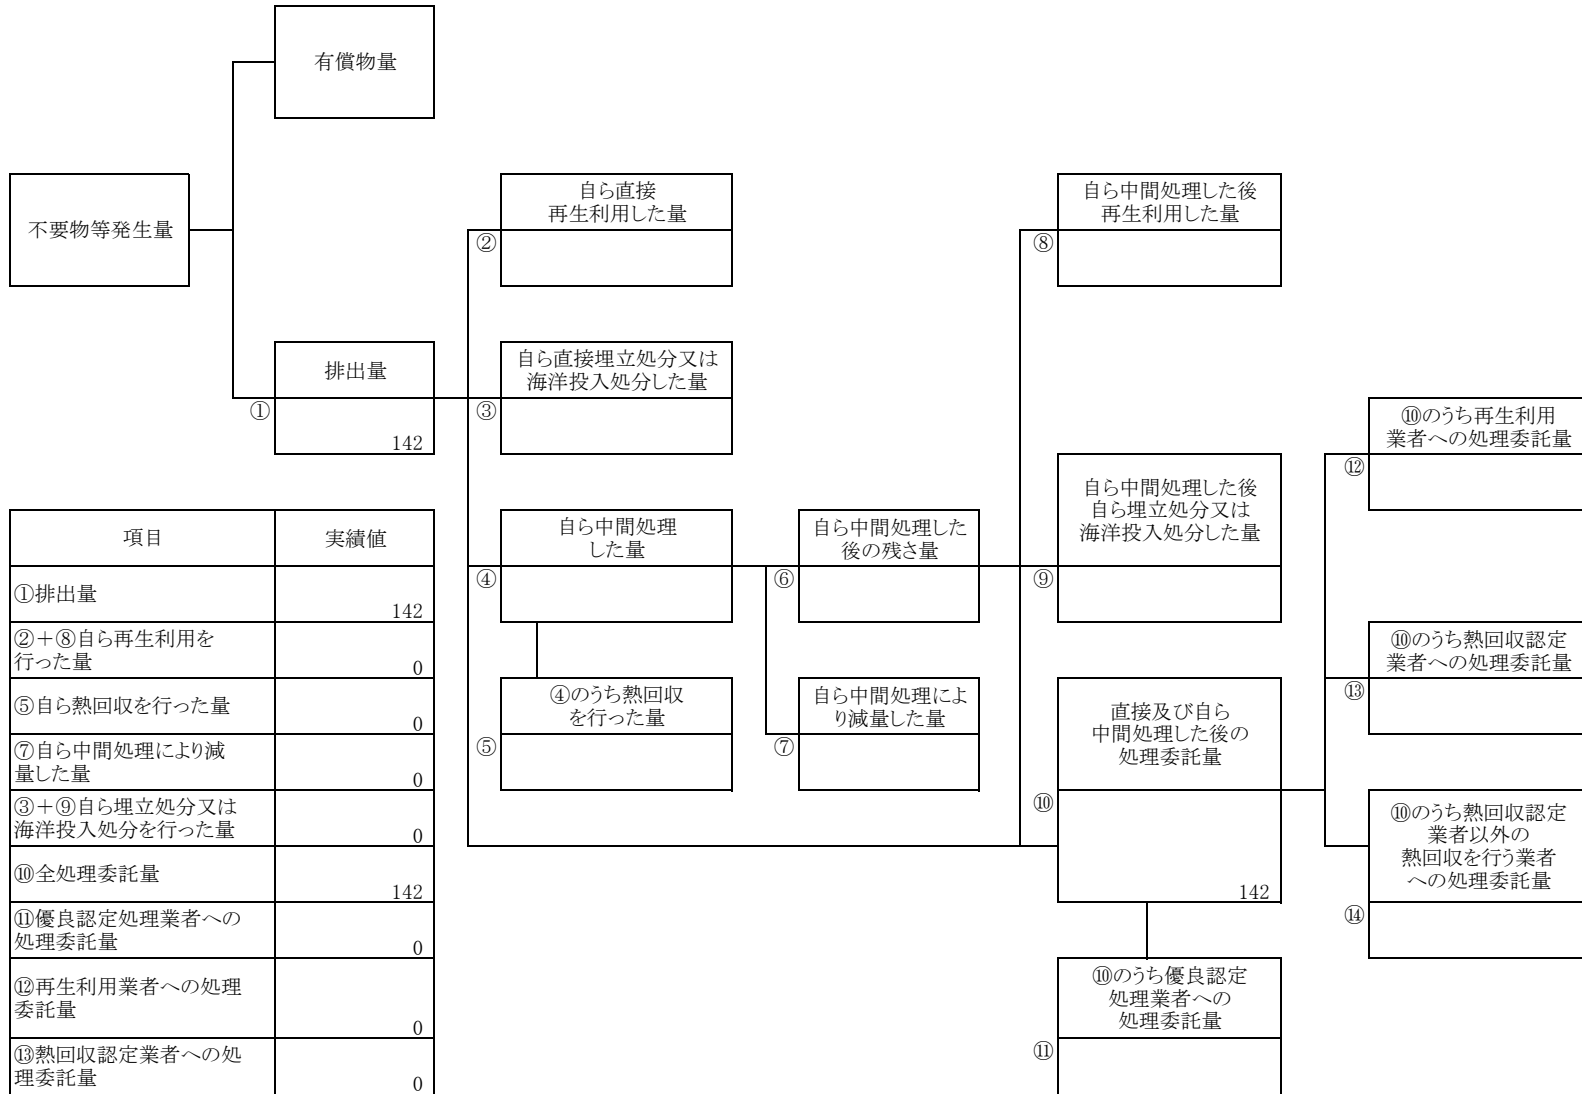 有償物量
不要物等発生量
自ら直接
再生利用した量
②
自ら中間処理した後
再生利用した量
⑧
排出量
①
142
自ら直接埋立処分又は
海洋投入処分した量
③
⑩のうち再生利用
業者への処理委託量
⑫
自ら中間処理した後
自ら埋立処分又は
海洋投入処分した量
⑨
自ら中間処理
した量
④
自ら中間処理した
後の残さ量
⑥
④のうち熱回収
を行った量
⑤
自ら中間処理によ
り減量した量
⑦
直接及び自ら
中間処理した後の
処理委託量
⑩
142
⑩のうち熱回収認定
業者への処理委託量
⑬
⑩のうち熱回収認定
業者以外の
熱回収を行う業者
への処理委託量
⑭
⑩のうち優良認定
処理業者への
処理委託量
⑪
項目 実績値
①排出量
142
②+⑧自ら再生利用を
行った量
0
⑤自ら熱回収を行った量
0
⑦自ら中間処理により減
量した量
0
③+⑨自ら埋立処分又は
海洋投入処分を行った量
0
⑩全処理委託量
142
⑪優良認定処理業者への
処理委託量
0
⑫再生利用業者への処理
委託量
0
⑬熱回収認定業者への処
理委託量
0